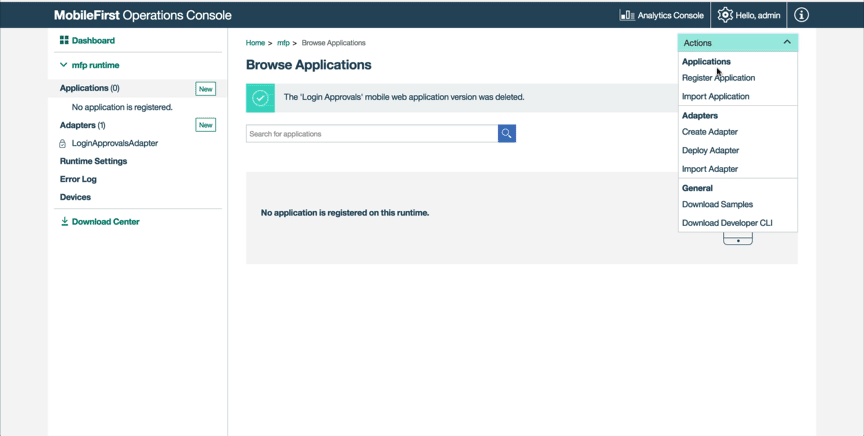 MobileFirst Operations Console
Analytics Console
Hello, admin
Dashboard
mfp runtime
Applications (0)
New
No application is registered.
Adapters (1)
New
LoginApprovalsAdapter
Runtime Settings
Error Log
Devices
Download Center
Home > mfp > Browse Applications
Browse Applications
The 'Login Approvals' mobile web application version was deleted.
Search for applications
No application is registered on this runtime.
Actions
Applications
Register Application
Import Application
Adapters
Create Adapter
Deploy Adapter
Import Adapter
General
Download Samples
Download Developer CLI